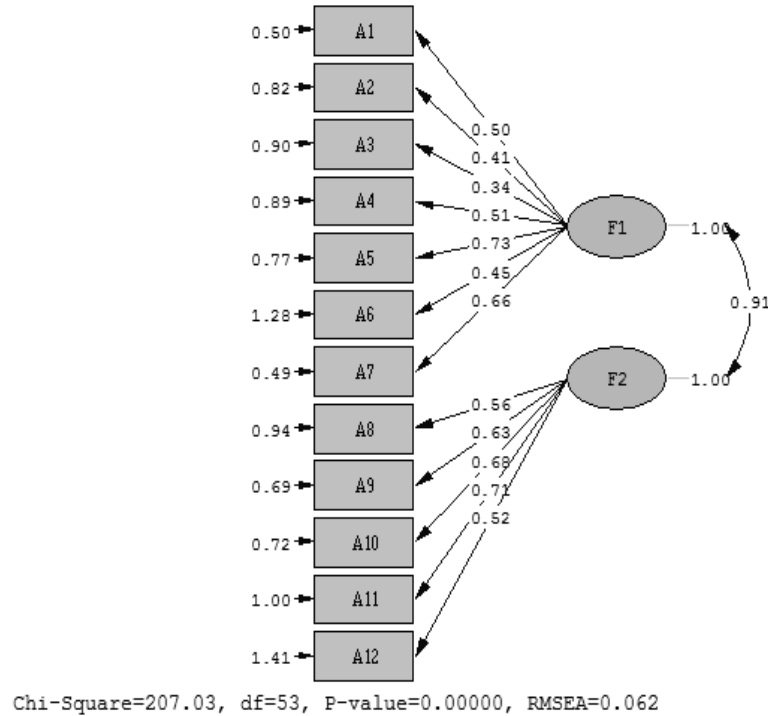 0.50 A1
0.82 A2
0.50
0.41
0.90 A3
0.34
0.89 A4
0.51
F1 1.00
0.73
0.77 A5
0.45
0.66
0.91
1.28 A6
0.49 A7
F2 1.00
0.56
0.94 A8
0.63
0.68
0.69 A9
0.71
0.52
0.72 A10
1.00 A11
1.41 A12
Chi-Square=207.03, df=53, P-value=0.00000, RMSEA=0.062